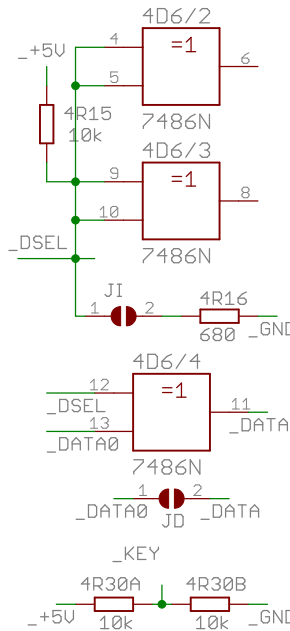 4D6/2
_+5V
4
=1
6
5
4R15
10k
7486N
4D6/3
9
=1
8
10
7486N
_DSEL
JI
1 2
4R16
680
_GND
4D6/4
12
=1
_DSEL
11
13
_DATA
_DATA0
7486N
1 2
_DATA0 _DATA
JD
_KEY
4R30A 4R30B
_+5V 10k 10k _GND